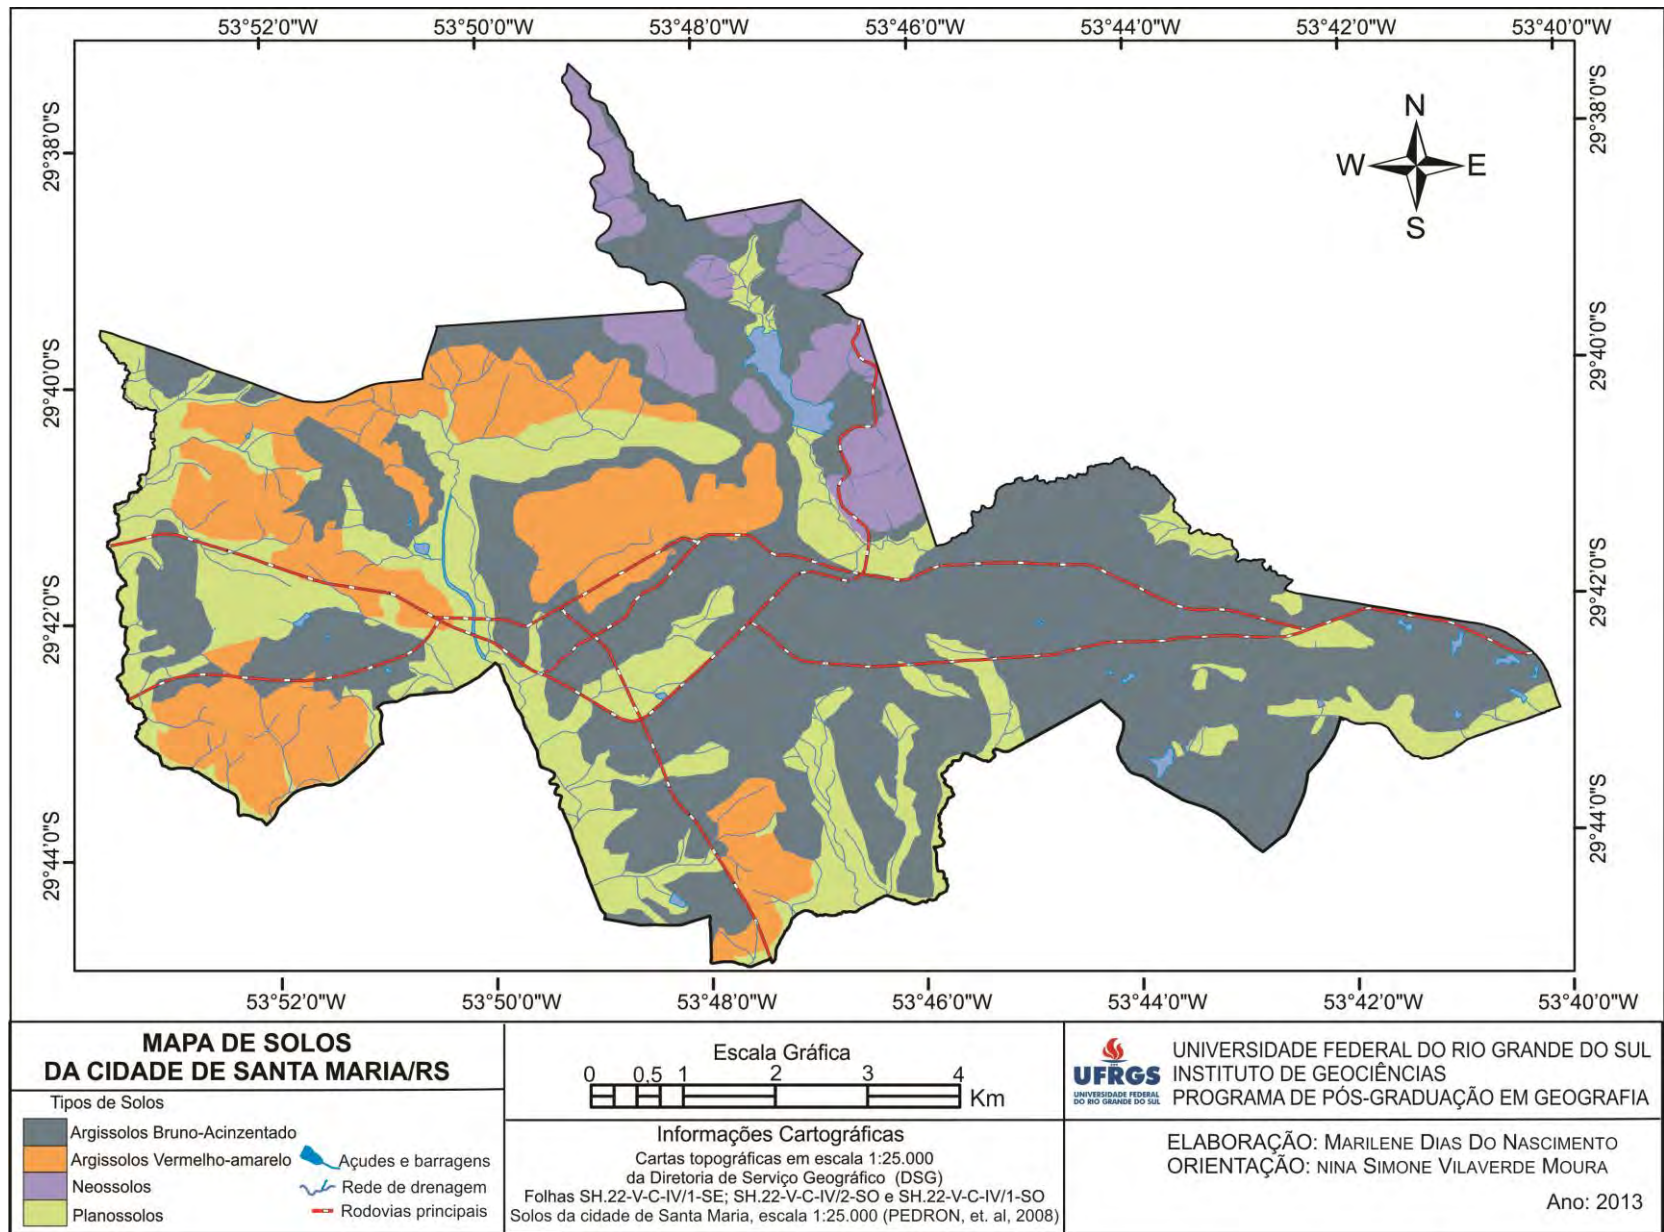 53°52'0"W 53°50'0"W 53°48'0"W 53°46'0"W 53°44'0"W 53°42'0"W 53°40'0"W
29°38'0"S
29°40'0"S
29°42'0"S
29°44'0"S
29°38'0"S
29°40'0"S
29°42'0"S
29°44'0"S
N
W E
S
53°52'0"W 53°50'0"W 53°48'0"W 53°46'0"W 53°44'0"W 53°42'0"W 53°40'0"W
MAPA DE SOLOS
DA CIDADE DE SANTA MARIA/RS
Tipos de Solos
Argissolos Bruno-Acinzentado
Argissolos Vermelho-amarelo
Neossolos
Planossolos
Açudes e barragens
Rede de drenagem
Rodovias principais
Escala Gráfica
0 0,5 1 2 3 4
Km
Informações Cartográficas
Cartas topográficas em escala 1:25.000
da Diretoria de Serviço Geográfico (DSG)
Folhas SH.22-V-C-IV/1-SE; SH.22-V-C-IV/2-SO e SH.22-V-C-IV/1-SO
Solos da cidade de Santa Maria, escala 1:25.000 (PEDRON, et. al, 2008)
UFRGS
UNIVERSIDADE FEDERAL
DO RIO GRANDE DO SUL
UNIVERSIDADE FEDERAL DO RIO GRANDE DO SUL
INSTITUTO DE GEOCIÊNCIAS
PROGRAMA DE PÓS-GRADUAÇÃO EM GEOGRAFIA
ELABORAÇÃO: MARILENE DIAS DO NASCIMENTO
ORIENTAÇÃO: NINA SIMONE VILAVERDE MOURA
Ano: 2013